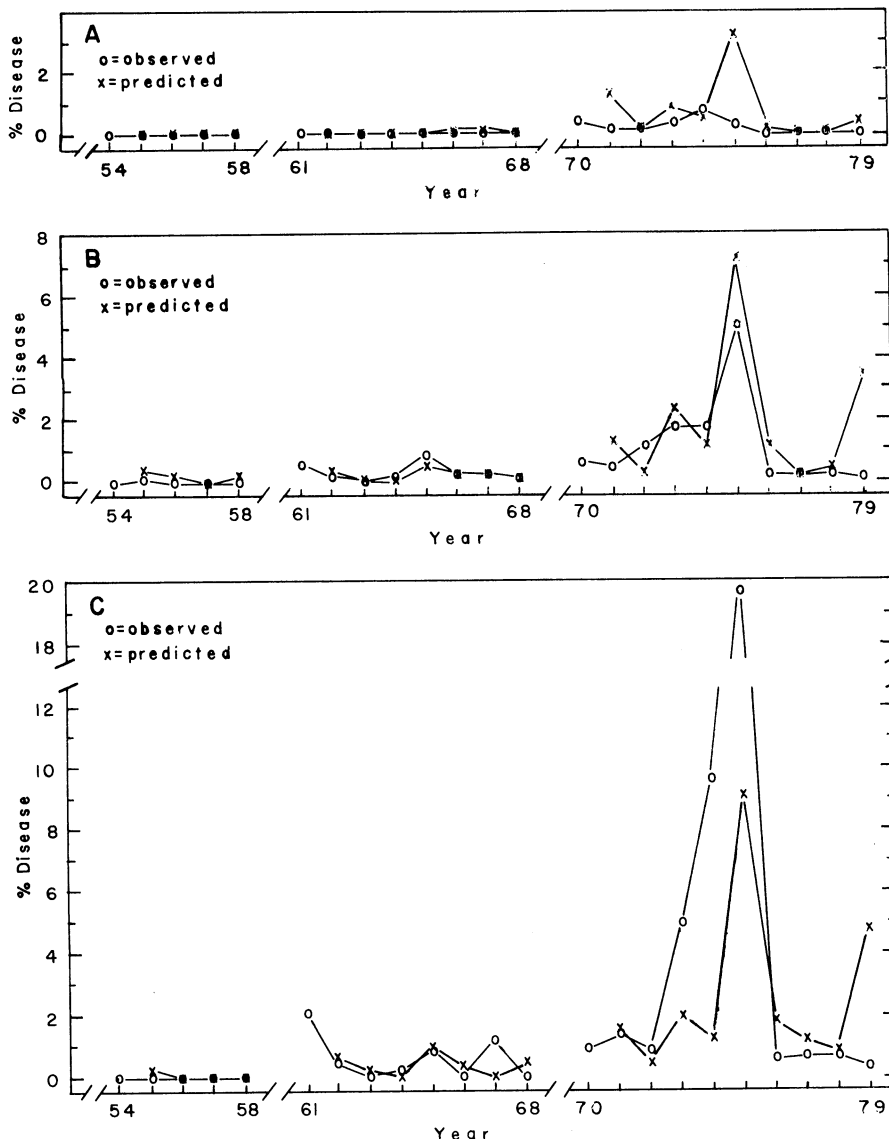 A
o=observed
x=predicted
2
0
% Disease
54 58 61 68 70 79
Year
8
B
o=observed
x=predicted
6
4
2
0
% Disease
54 58 61 68 70 79
Year
20
C
o=observed
x=predicted
18
12
10
8
6
4
2
0
% Disease
54 58 61 68 70 79
Year